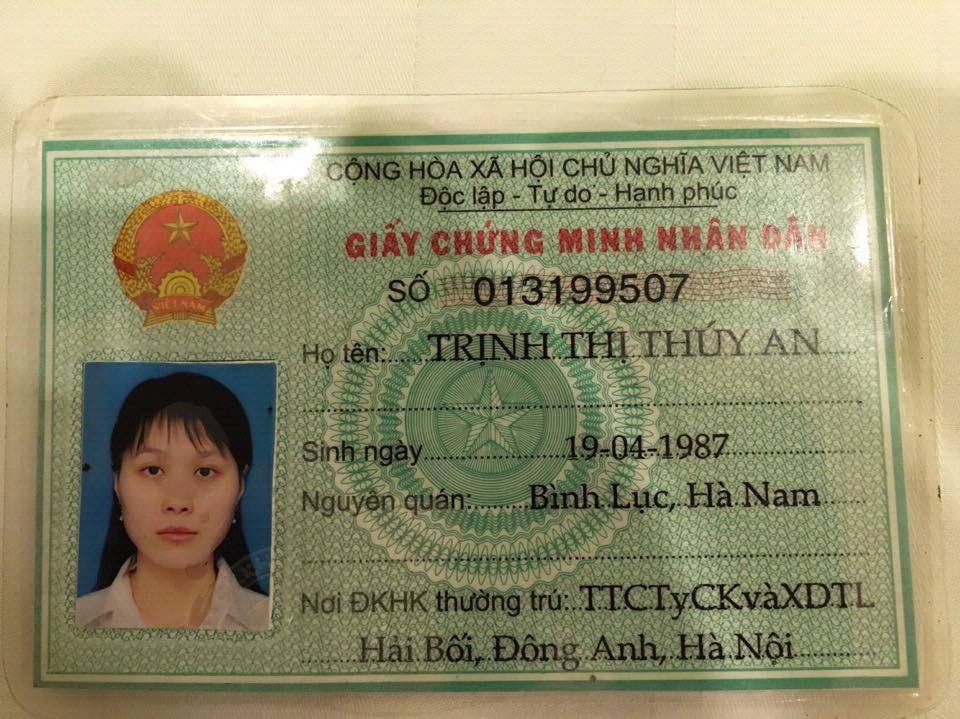 CỘNG HÒA XÃ HỘI CHỦ NGHĨA VIỆT NAM
Độc lập - Tự do - Hạnh phúc
GIẤY CHỨNG MINH NHÂN DÂN
SỐ 013199507
VIỆT NAM
Họ tên: TRỊNH THỊ THÚY AN
Sinh ngày 19-04-1987
Nguyên quán: Bình Lục, Hà Nam
Nơi ĐKHK thường trú: TTCTyCKvàXDTL
Hải Bối, Đông Anh, Hà Nội